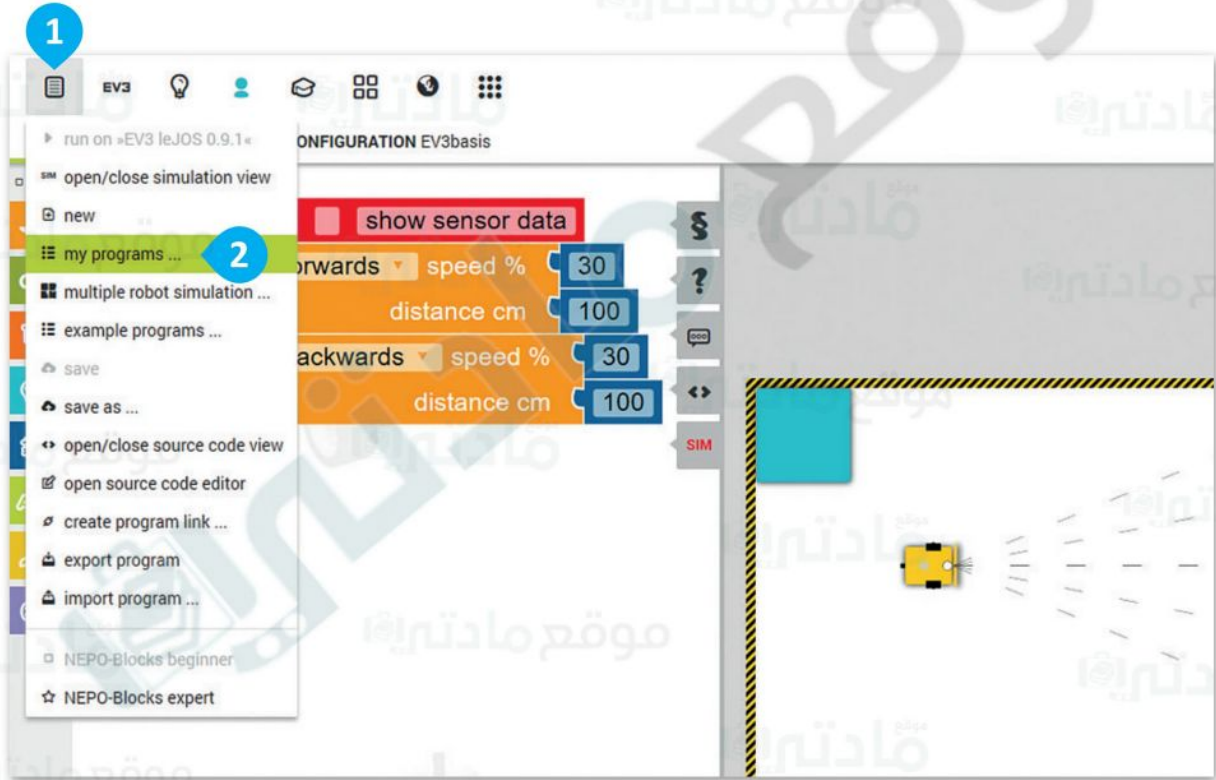 1
EV3
run on »EV3 leJOS 0.9.1«
ONFIGURATION EV3basis
open/close simulation view
new
my programs ...
2
multiple robot simulation ...
example programs ...
save
save as ...
open/close source code view
open source code editor
create program link ...
export program
import program ...
NEPO-Blocks beginner
NEPO-Blocks expert
show sensor data
orwards speed % 30
distance cm 100
ackwards speed % 30
distance cm 100
§
?
SIM
موقع مادتي